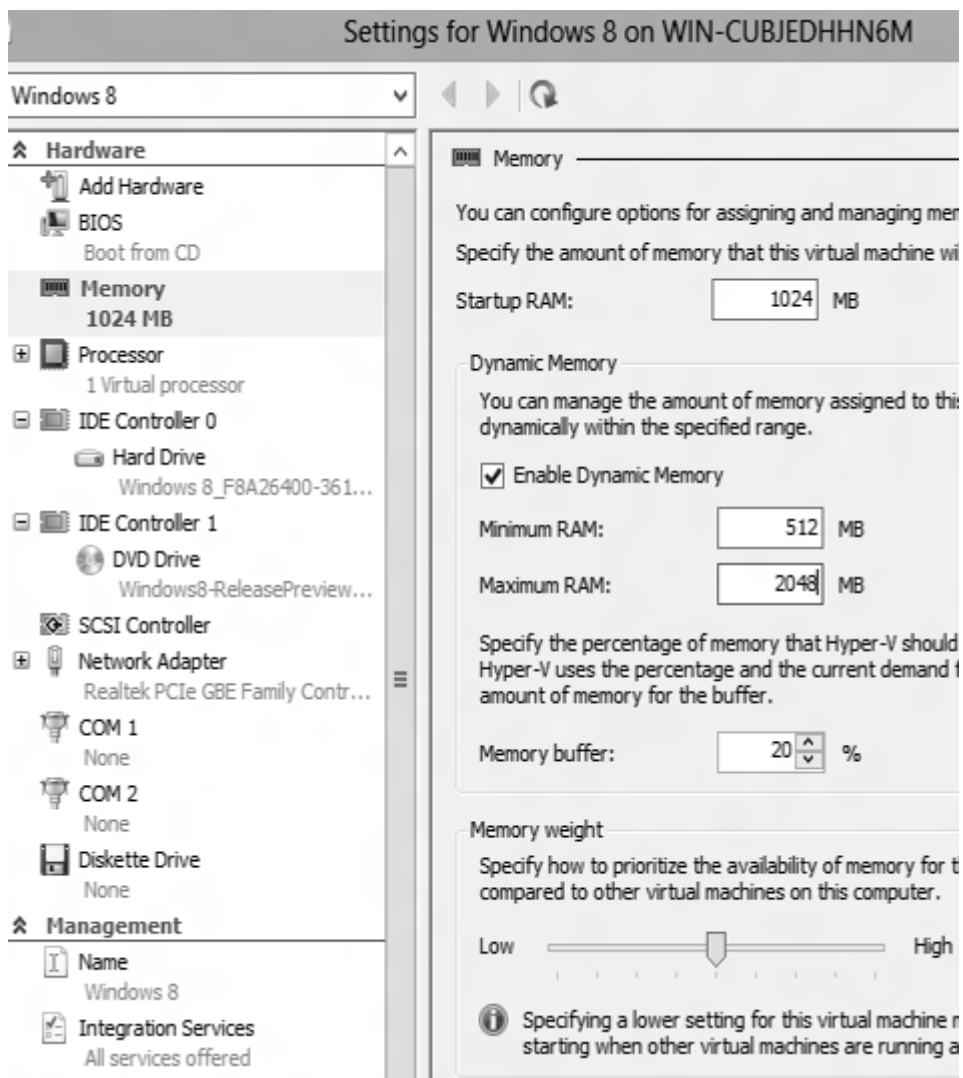 Settings for Windows 8 on WIN-CUBJEDHHN6M
Windows 8
Hardware
Add Hardware
BIOS
Boot from CD
Memory
1024 MB
Processor
1 Virtual processor
IDE Controller 0
Hard Drive
Windows 8_F8A26400-361...
IDE Controller 1
DVD Drive
Windows8-ReleasePreview...
SCSI Controller
Network Adapter
Realtek PCIe GBE Family Contr...
COM 1
None
COM 2
None
Diskette Drive
None
Management
Name
Windows 8
Integration Services
All services offered
Memory
You can configure options for assigning and managing
Specify the amount of memory that this virtual machine
Startup RAM: 1024 MB
Dynamic Memory
You can manage the amount of memory assigned to this
dynamically within the specified range.
Enable Dynamic Memory
Minimum RAM: 512 MB
Maximum RAM: 2048 MB
Specify the percentage of memory that Hyper-V should
Hyper-V uses the percentage and the current demand
amount of memory for the buffer.
Memory buffer: 20 %
Memory weight
Specify how to prioritize the availability of memory for
compared to other virtual machines on this computer.
Low High
Specifying a lower setting for this virtual machine
starting when other virtual machines are running